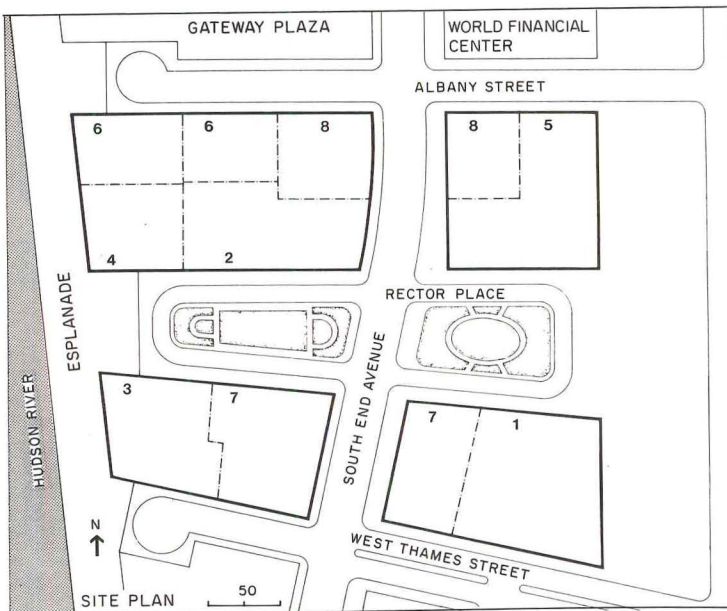 GATEWAY PLAZA
WORLD FINANCIAL
CENTER
ALBANY STREET
6
6
8
8
5
4
2
RECTOR PLACE
ESPLANADE
SOUTH END AVENUE
HUDSON RIVER
3
7
7
1
N
WEST THAMES STREET
SITE PLAN
50